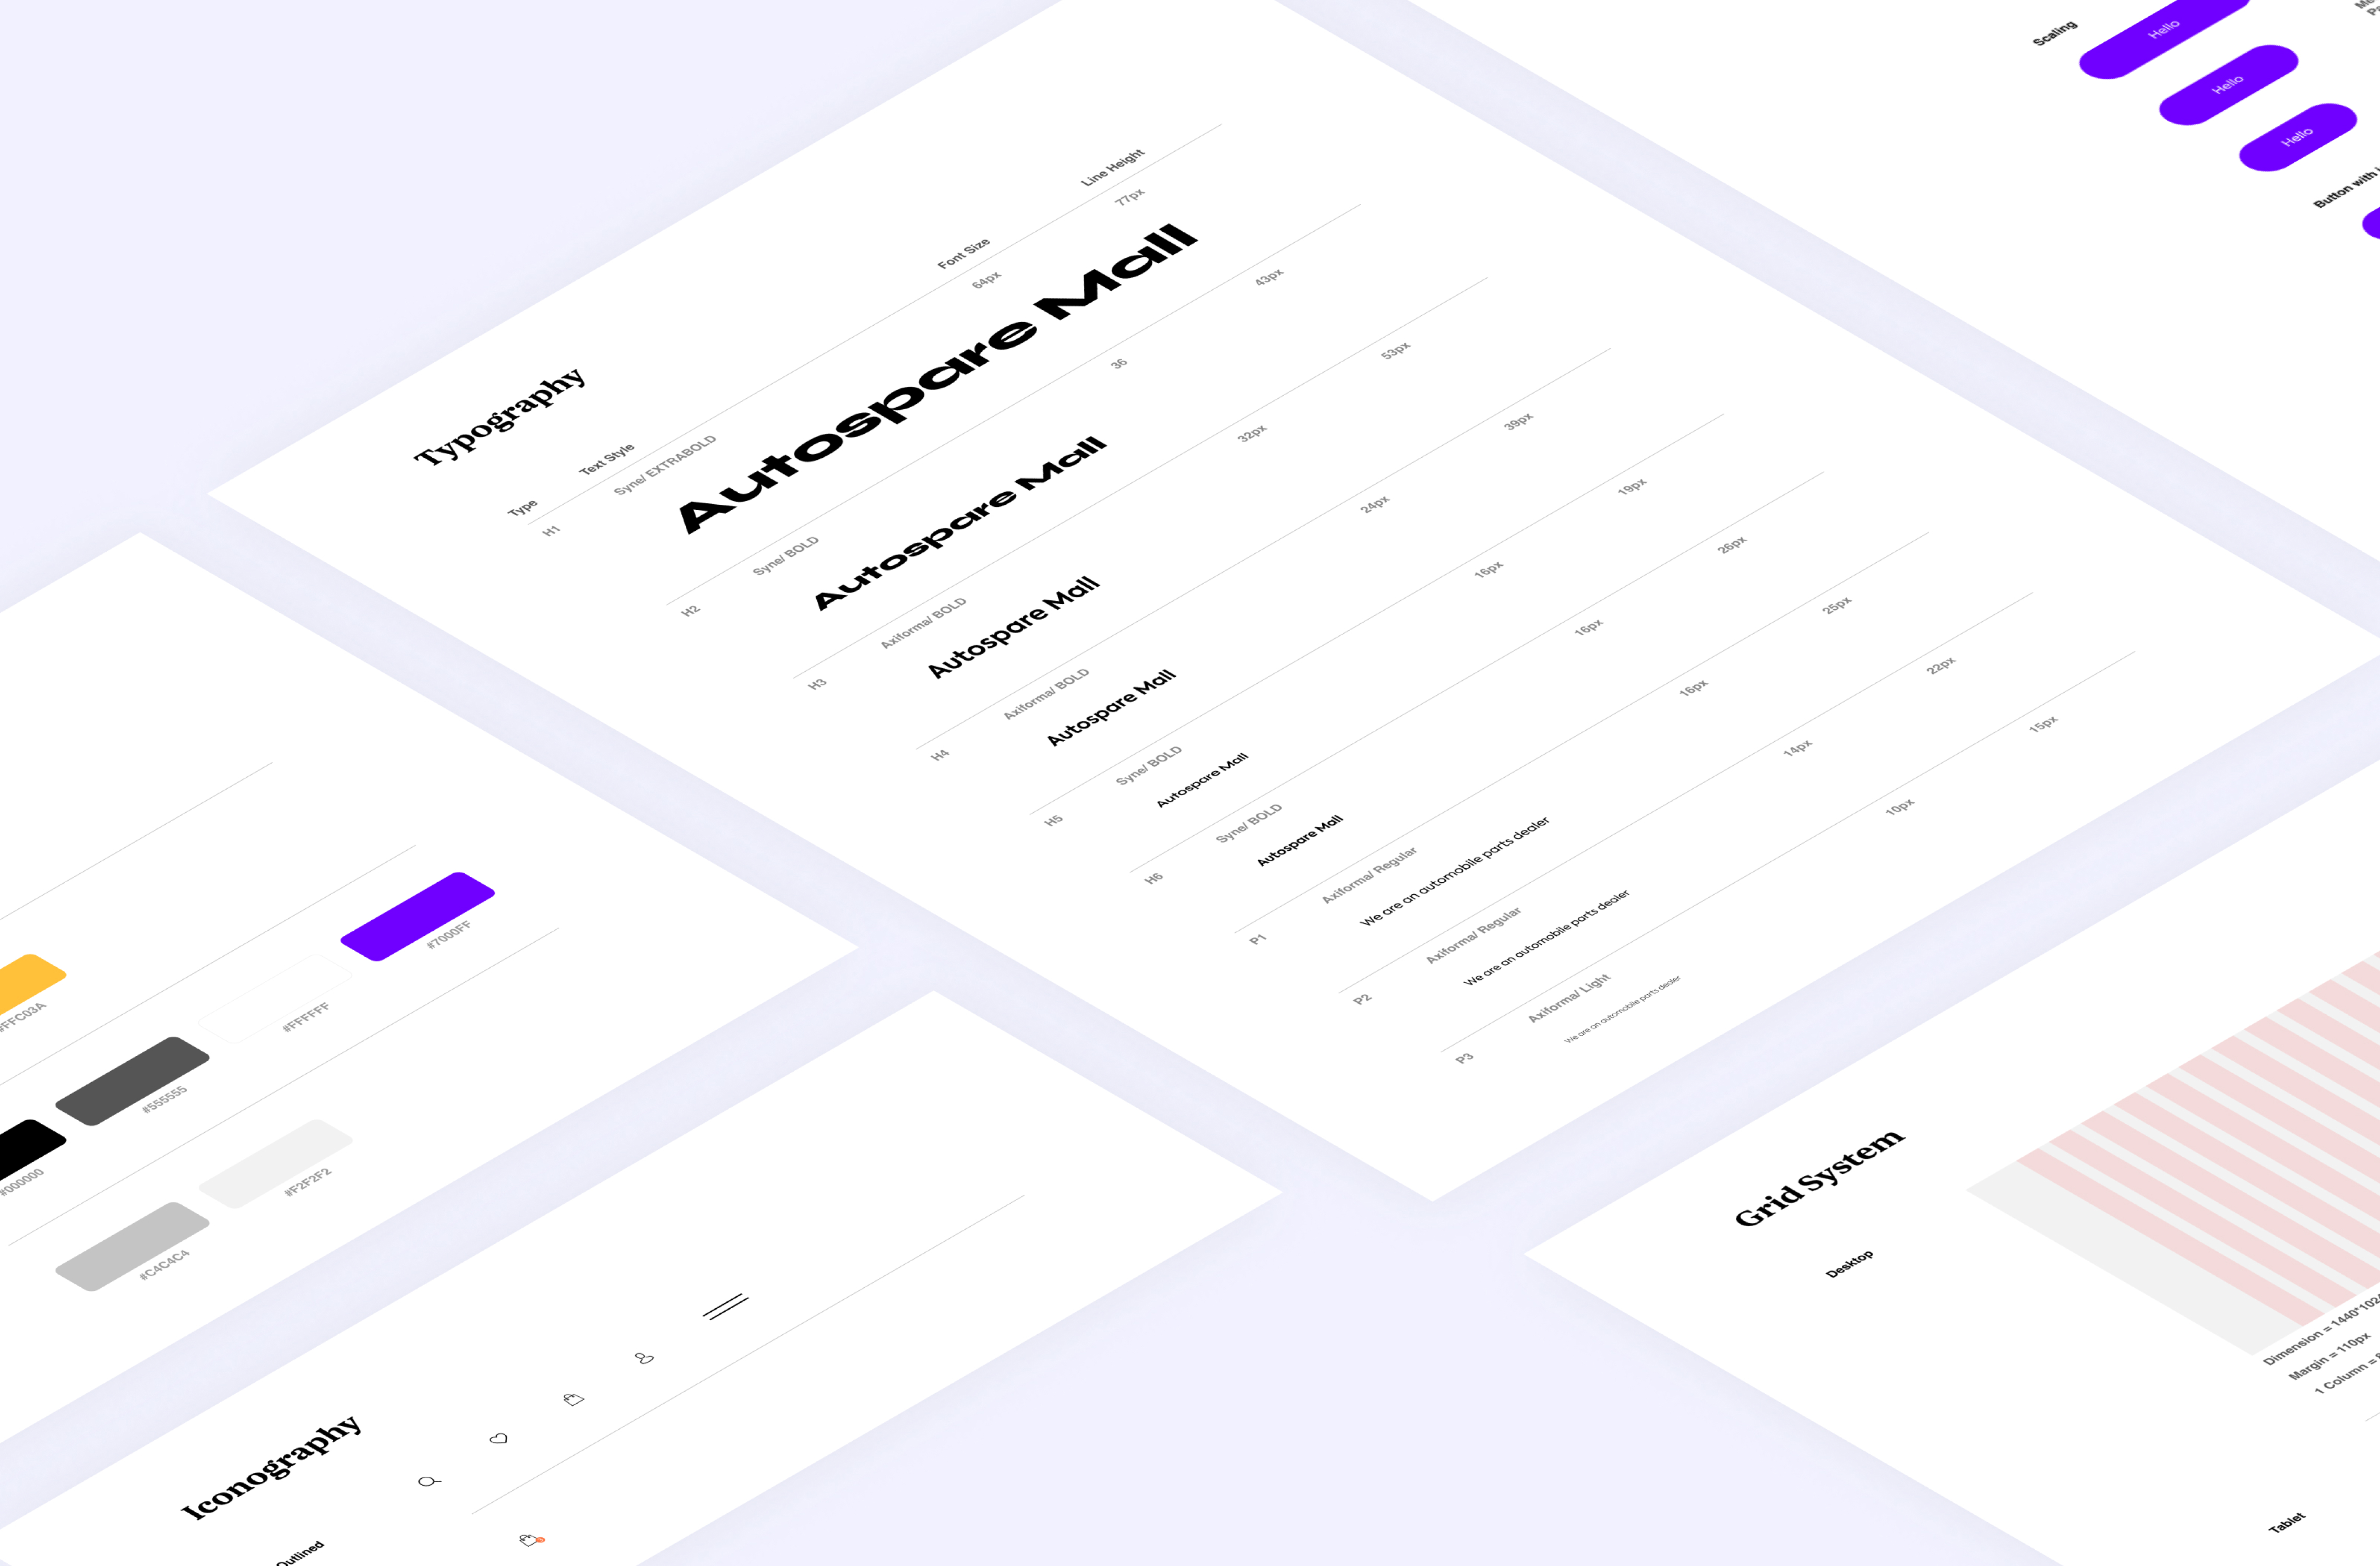 Typography
Type Text Style Font Size Line Height
H1 Syne/ EXTRABOLD 64px 77px
Autospare Mall
H2 Syne/ BOLD 36 43px
Autospare Mall
H3 Axiforma/ BOLD 32px 53px
Autospare Mall
H4 Axiforma/ BOLD 24px 39px
Autospare Mall
H5 Syne/ BOLD 16px 19px
Autospare Mall
H6 Syne/ BOLD 16px 26px
Autospare Mall
P1 Axiforma/ Regular 16px 25px
We are an automobile parts dealer
P2 Axiforma/ Regular 14px 22px
We are an automobile parts dealer
P3 Axiforma/ Light 10px 15px
We are an automobile parts dealer
Scaling
Hello
Hello
Hello
Button with
#FFC03A
#000000
#555555
#FFFFFF
#7000FF
#C4C4C4
#F2F2F2
Iconography
Outlined
Grid System
Desktop
Dimension = 1440*102
Margin = 110px
1 Column =
Tablet